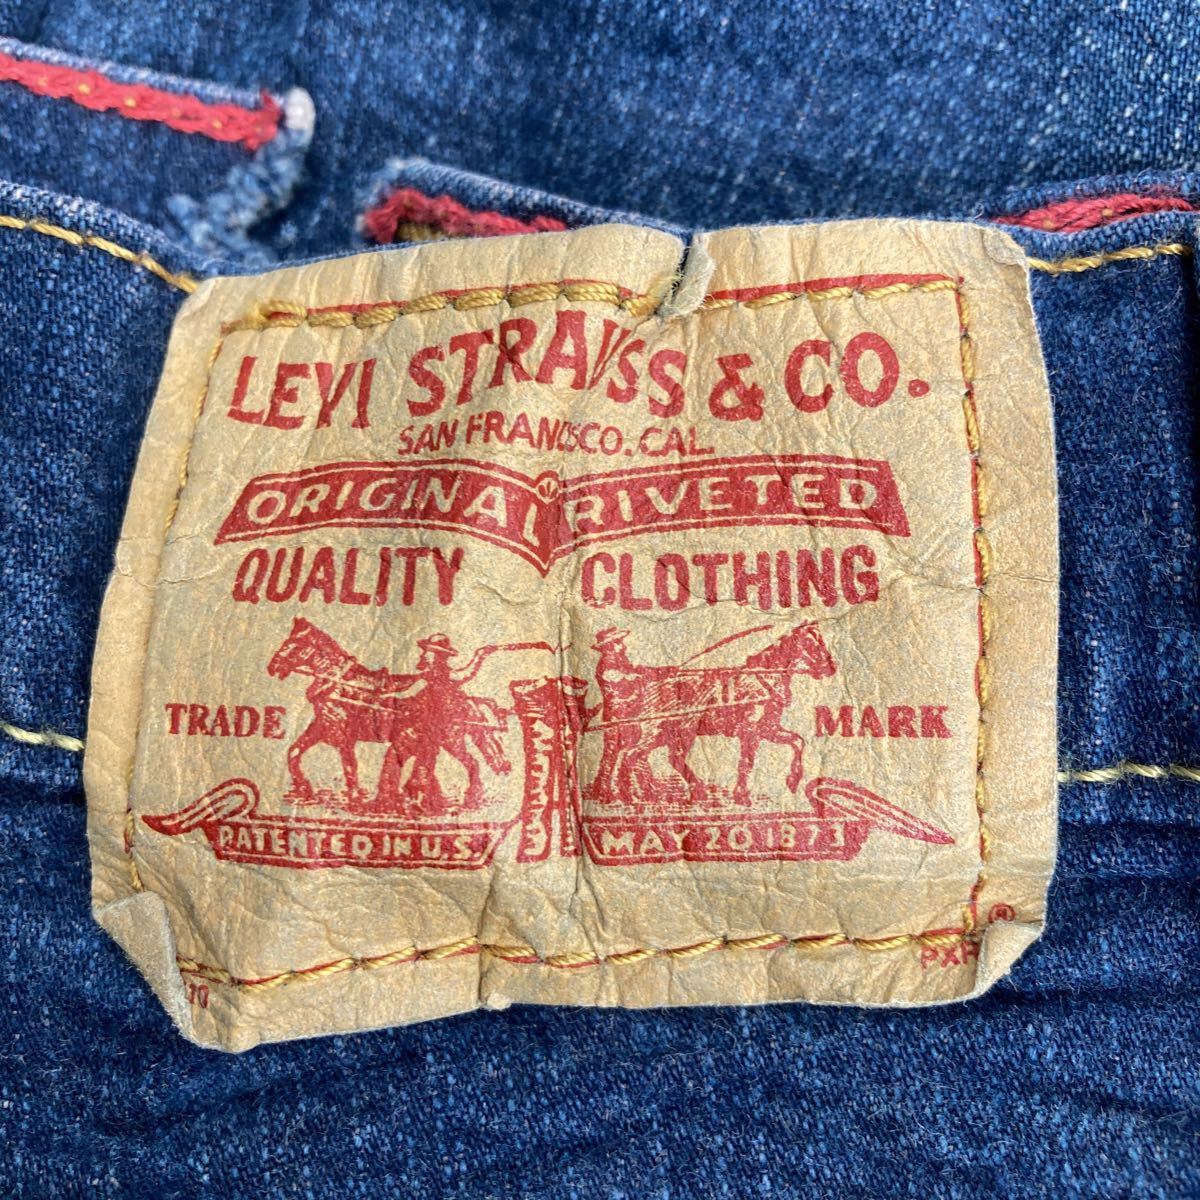 LEVI STRAUSS & CO.
SAN FRANCISCO. CAL.
ORIGINAL RIVETED
QUALITY CLOTHING
TRADE MARK
PATENTED IN U.S. MAY 20 1873
®